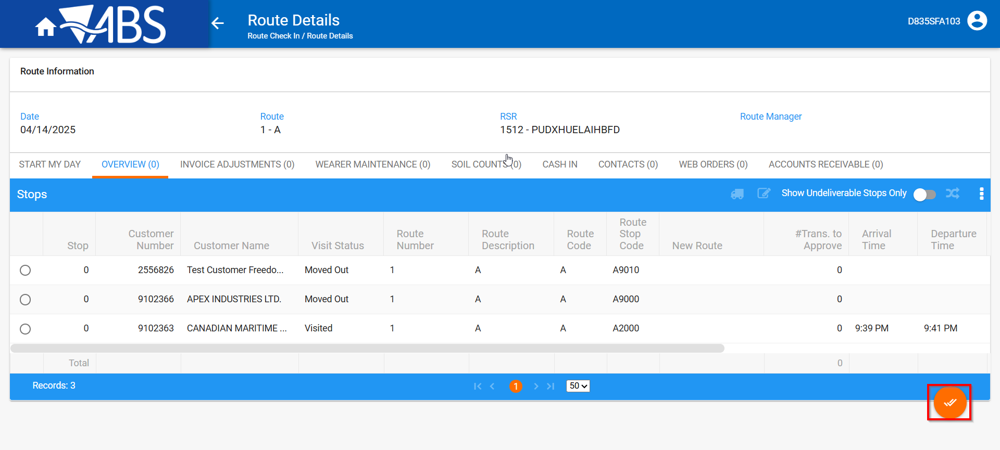 ABS
Route Details
Route Check In / Route Details
D835SFA103
Route Information
Date
04/14/2025
Route
1 - A
RSR
1512 - PUDXHUELAIHBFD
Route Manager
START MY DAY OVERVIEW (0) INVOICE ADJUSTMENTS (0) WEARER MAINTENANCE (0) SOIL COUNTS (0) CASH IN CONTACTS (0) WEB ORDERS (0) ACCOUNTS RECEIVABLE (0)
Stops
Show Undeliverable Stops Only
Stop
Customer
Number
Customer Name
Visit Status
Route
Number
Route
Description
Route
Code
Route
Stop
Code
New Route
#Trans. to
Approve
Arrival
Time
Departure
Time
0 2556826 Test Customer Freedo... Moved Out 1 A A A9010 0
0 9102366 APEX INDUSTRIES LTD. Moved Out 1 A A A9000 0
0 9102363 CANADIAN MARITIME ... Visited 1 A A A2000 0 9:39 PM 9:41 PM
Total 0
Records: 3
1
50